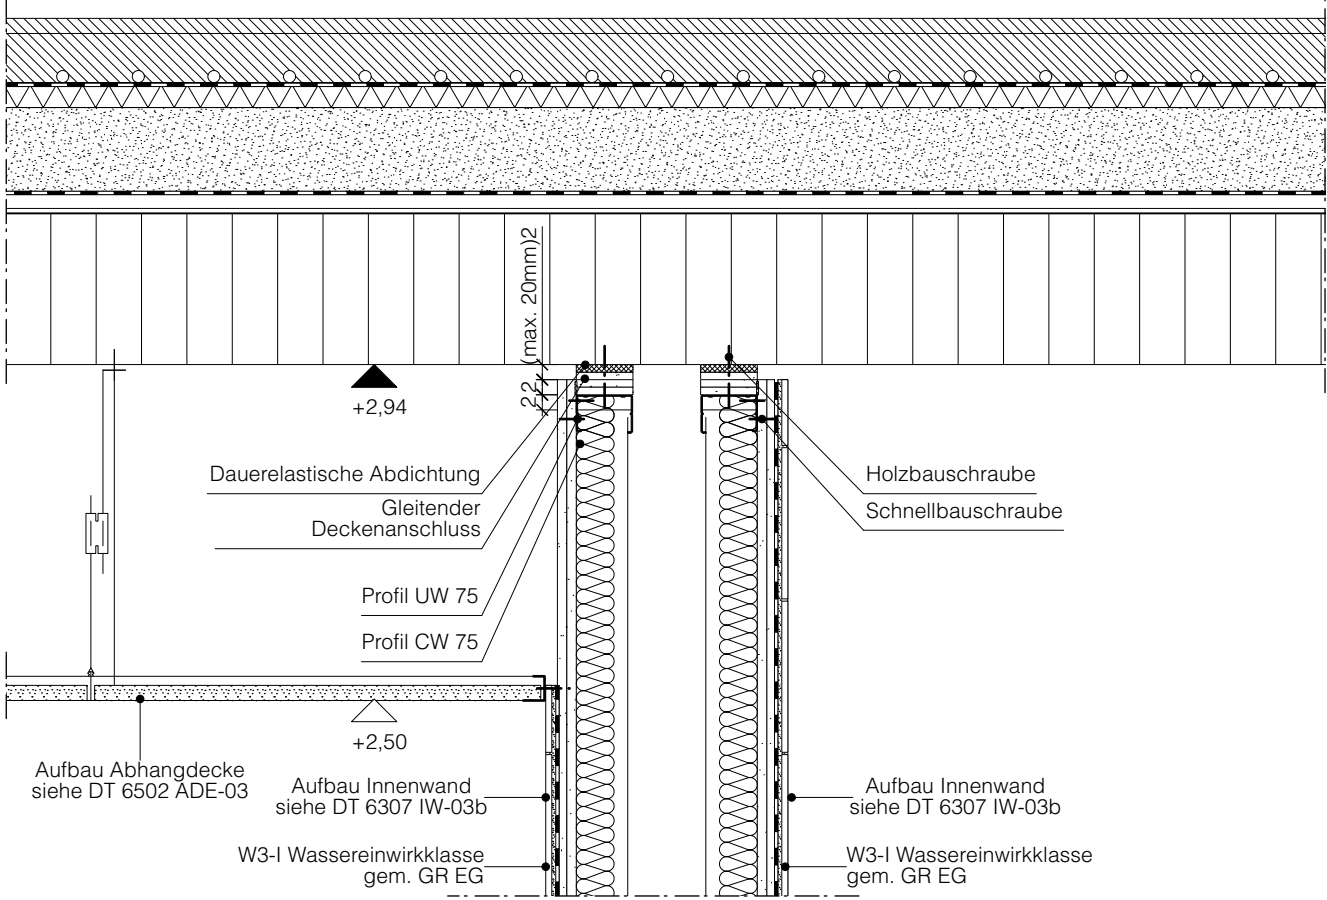 (max. 20mm)2
2
2
+2,94
Dauerelastische Abdichtung
Gleitender
Deckenanschluss
Profil UW 75
Profil CW 75
Holzbauschraube
Schnellbauschraube
+2,50
Aufbau Abhangdecke
siehe DT 6502 ADE-03
Aufbau Innenwand
siehe DT 6307 IW-03b
W3-I Wassereinwirkklasse
gem. GR EG
Aufbau Innenwand
siehe DT 6307 IW-03b
W3-I Wassereinwirkklasse
gem. GR EG